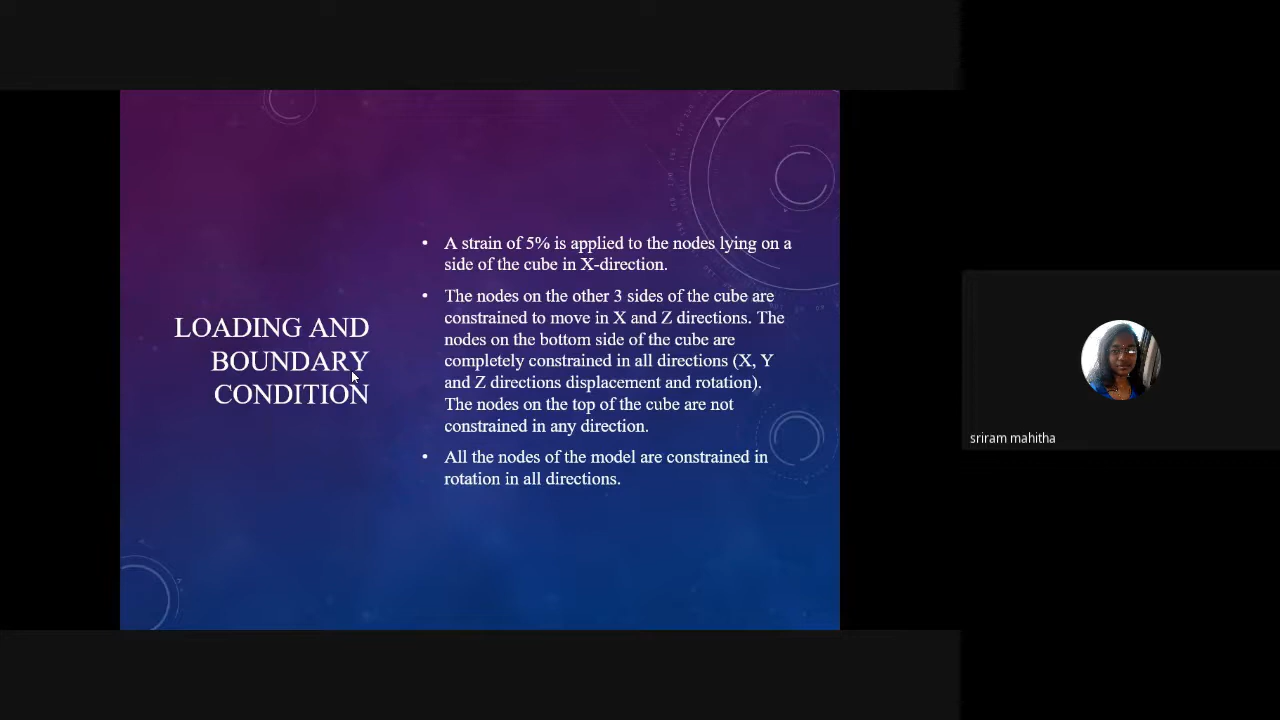 LOADING AND
BOUNDARY
CONDITION
• A strain of 5% is applied to the nodes lying on a
side of the cube in X-direction.
• The nodes on the other 3 sides of the cube are
constrained to move in X and Z directions. The
nodes on the bottom side of the cube are
completely constrained in all directions (X, Y
and Z directions displacement and rotation).
The nodes on the top of the cube are not
constrained in any direction.
• All the nodes of the model are constrained in
rotation in all directions.
sriram mahitha